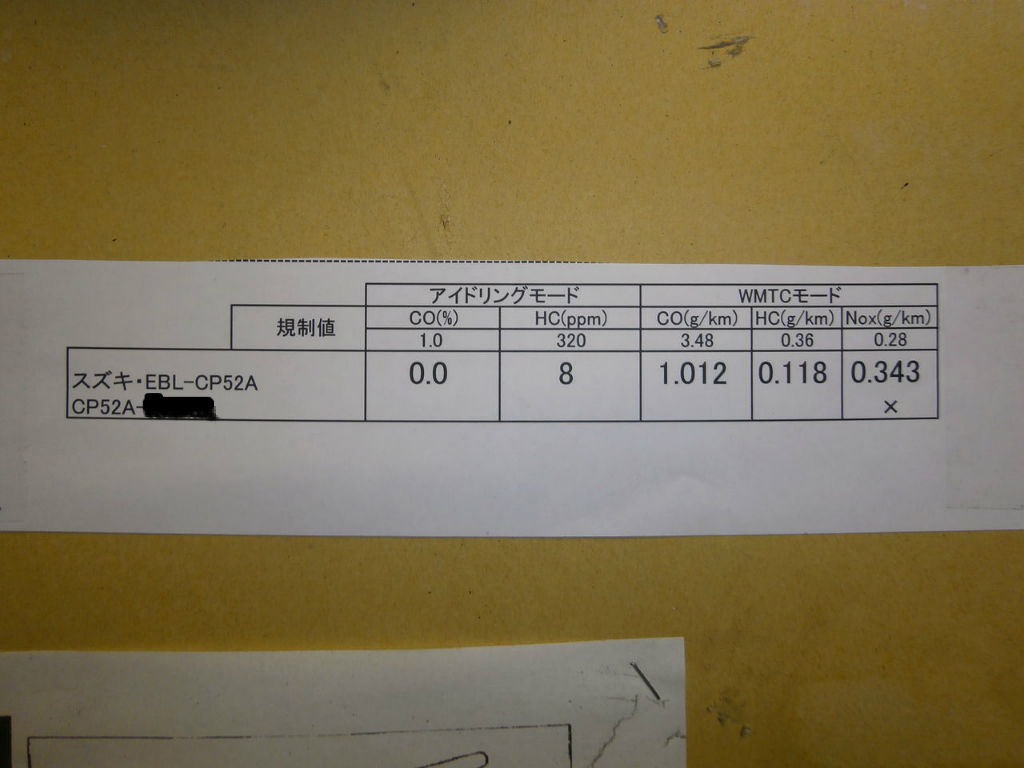 アイドリングモード WMTCモード
規制値 CO(%) HC(ppm) CO(g/km) HC(g/km) Nox(g/km)
1.0 320 3.48 0.36 0.28
スズキ・EBL-CP52A 0.0 8 1.012 0.118 0.343
CP52A- ×